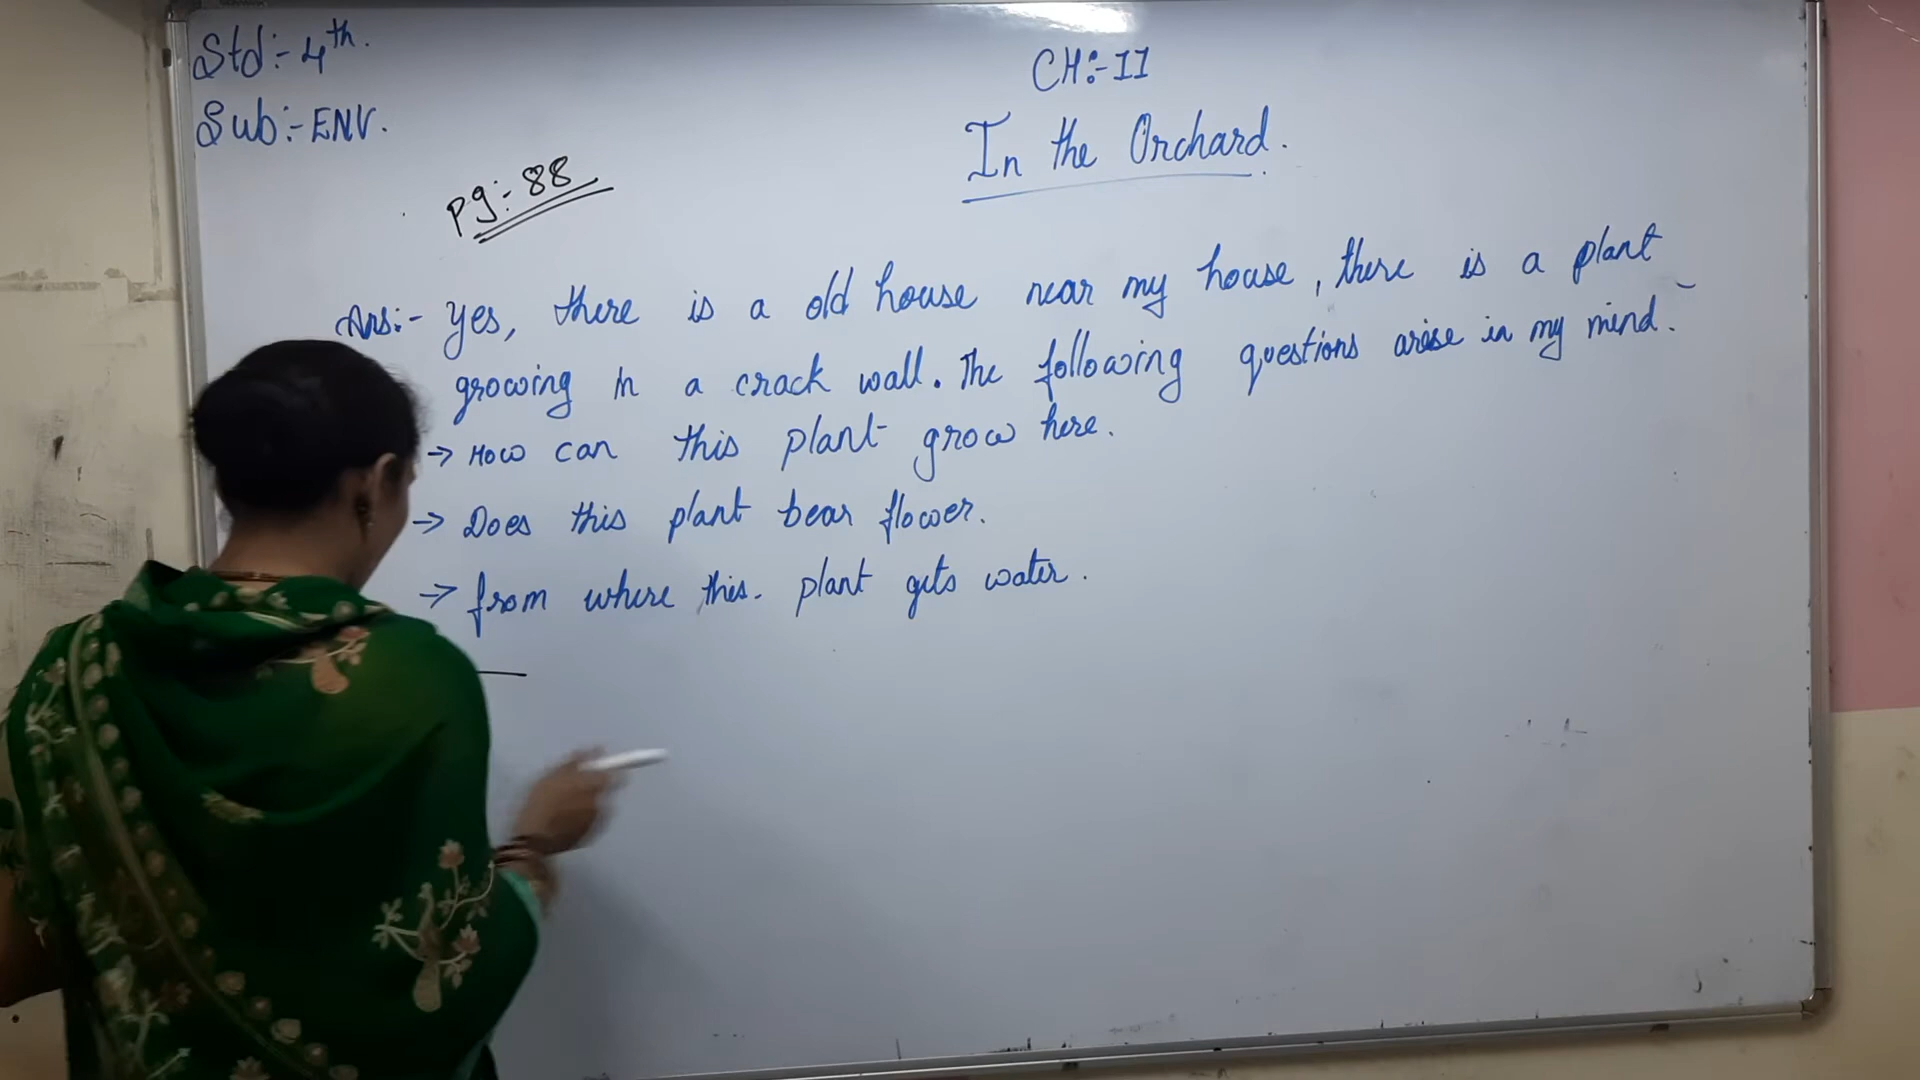 Std:- 4th.
Sub:- ENV.
CH:- 11
In the Orchard.
pg:- 88
Ans:- Yes, there is a old house near my house, there is a plant
growing in a crack wall. The following questions arise in my mind.
→ How can this plant grow here.
→ Does this plant bear flower.
→ from where this. plant gets water.